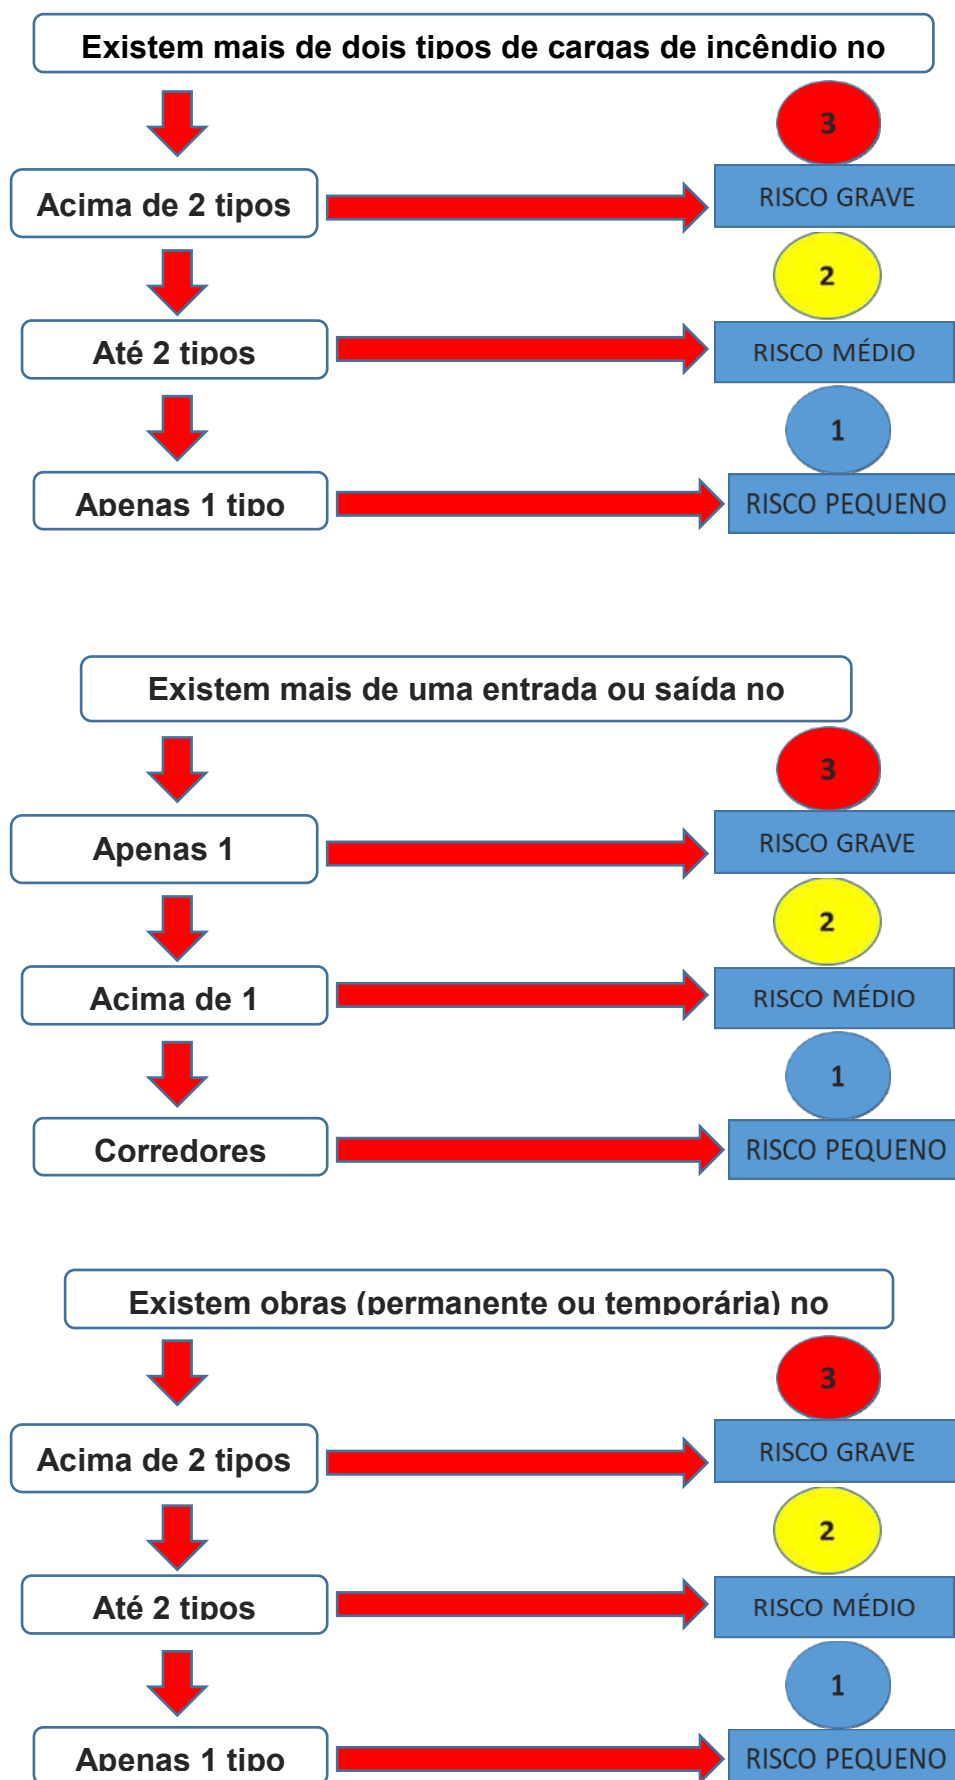 Existem mais de dois tipos de cargas de incêndio no
3
Acima de 2 tipos
RISCO GRAVE
2
Até 2 tipos
RISCO MÉDIO
1
Apenas 1 tipo
RISCO PEQUENO
Existem mais de uma entrada ou saída no
3
Apenas 1
RISCO GRAVE
2
Acima de 1
RISCO MÉDIO
1
Corredores
RISCO PEQUENO
Existem obras (permanente ou temporária) no
3
Acima de 2 tipos
RISCO GRAVE
2
Até 2 tipos
RISCO MÉDIO
1
Apenas 1 tipo
RISCO PEQUENO